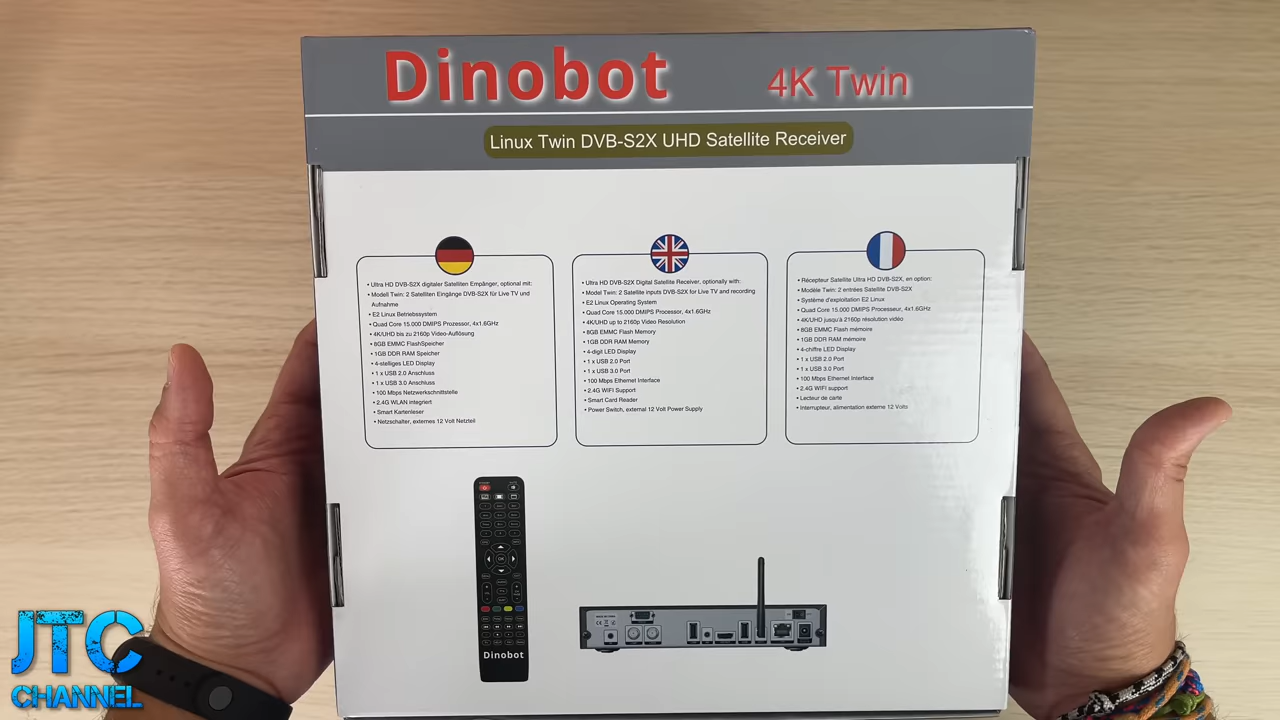 Dinobot
4K Twin
Linux Twin DVB-S2X UHD Satellite Receiver
• Ultra HD DVB-S2X digitaler Satelliten Empänger, optional mit:
• Modell Twin: 2 Satelliten Eingänge DVB-S2X für Live TV und
Aufnahme
• E2 Linux Betriebssystem
• Quad Core 15.000 DMIPS Prozessor, 4x1.6GHz
• 4K/UHD bis zu 2160p Video-Auflösung
• 8GB EMMC FlashSpeicher
• 1GB DDR RAM Speicher
• 4-stelliges LED Display
• 1 x USB 2.0 Anschluss
• 1 x USB 3.0 Anschluss
• 100 Mbps Netzwerkschnittstelle
• 2.4G WLAN integriert
• Smart Kartenleser
• Netzschalter, externes 12 Volt Netzteil
• Ultra HD DVB-S2X Digital Satellite Receiver, optionally with:
• Model Twin: 2 Satellite inputs DVB-S2X for Live TV and recording
• E2 Linux Operating System
• Quad Core 15.000 DMIPS Processor, 4x1.6GHz
• 4K/UHD up to 2160p Video Resolution
• 8GB EMMC Flash Memory
• 1GB DDR RAM Memory
• 4-digit LED Display
• 1 x USB 2.0 Port
• 1 x USB 3.0 Port
• 100 Mbps Ethernet Interface
• 2.4G WIFI Support
• Smart Card Reader
• Power Switch, external 12 Volt Power Supply
• Récepteur Satellite Ultra HD DVB-S2X, en option:
• Modèle Twin: 2 entrées Satellite DVB-S2X
• Système d'exploitation E2 Linux
• Quad Core 15.000 DMIPS Processeur, 4x1.6GHz
• 4K/UHD jusqu'à 2160p résolution vidéo
• 8GB EMMC Flash mémoire
• 1GB DDR RAM mémoire
• 4-chiffre LED Display
• 1 x USB 2.0 Port
• 1 x USB 3.0 Port
• 100 Mbps Ethernet Interface
• 2.4G WIFI support
• Lecteur de carte
• Interrupteur, alimentation externe 12 Volts
OK
Dinobot
JTC
CHANNEL